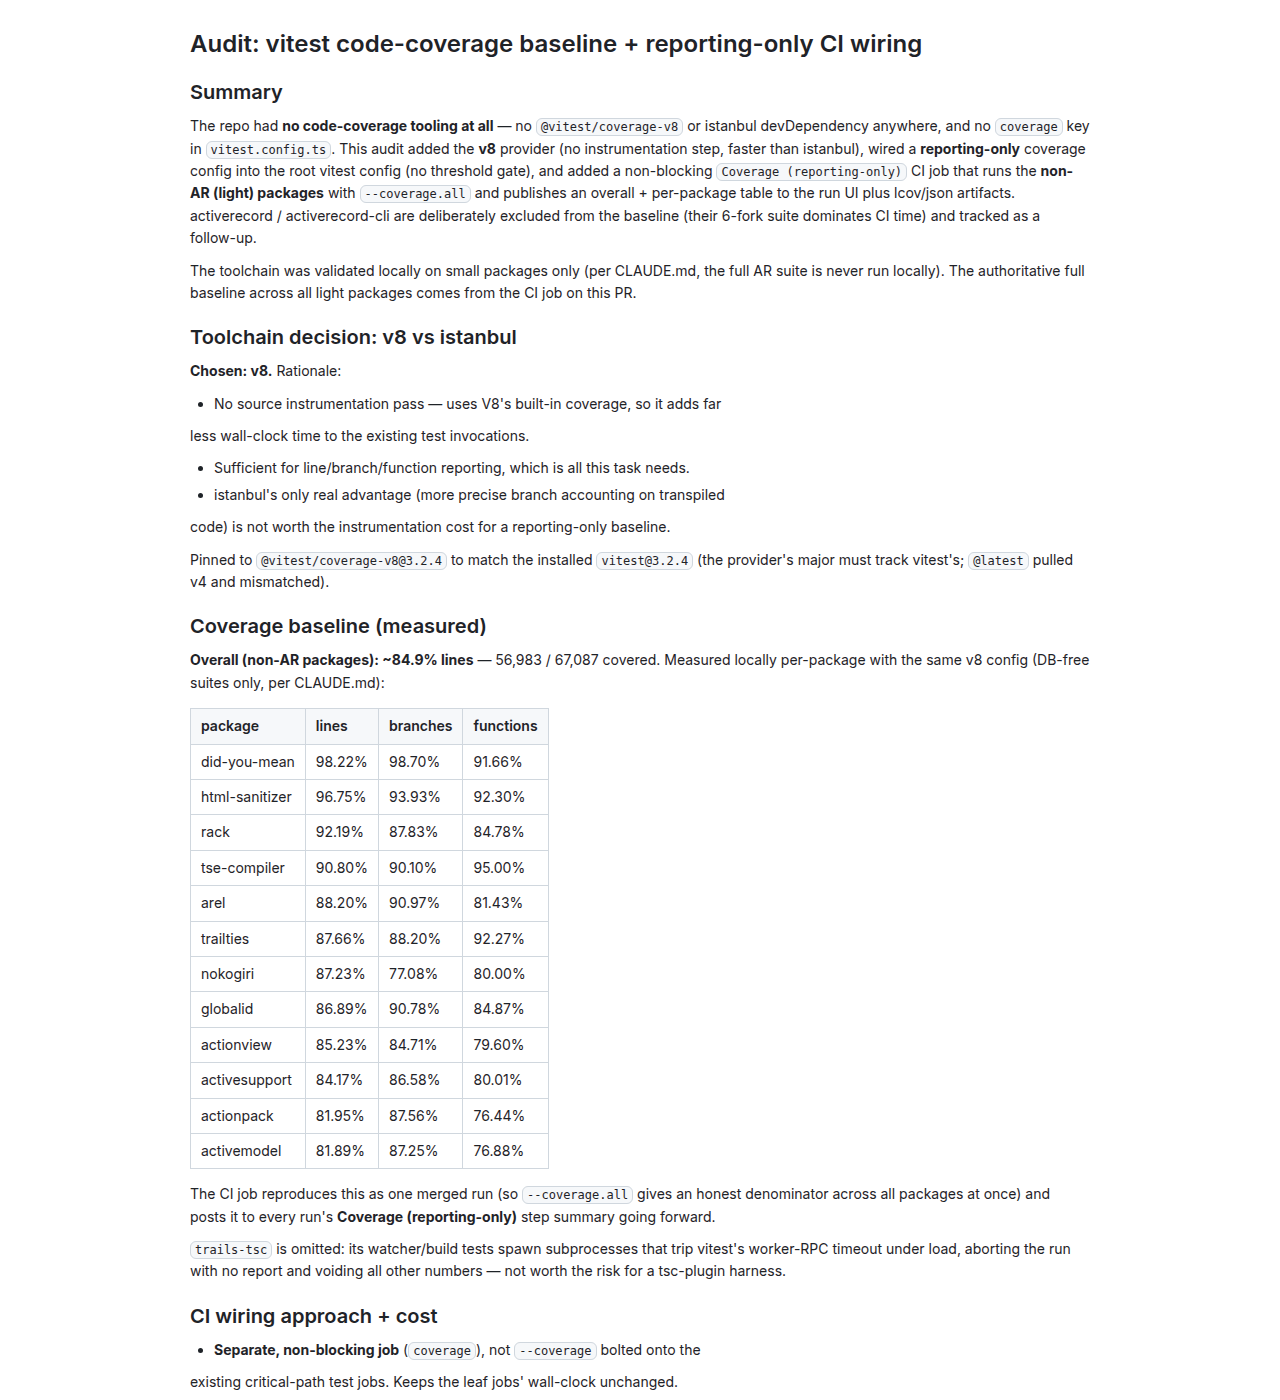 Audit: vitest code-coverage baseline + reporting-only CI wiring
Summary
The repo had no code-coverage tooling at all — no @vitest/coverage-v8 or istanbul devDependency anywhere, and no coverage key
in vitest.config.ts. This audit added the v8 provider (no instrumentation step, faster than istanbul), wired a reporting-only coverage
config into the root vitest config (no threshold gate), and added a non-blocking Coverage (reporting-only) CI job that runs the non-
AR (light) packages with --coverage.all and publishes an overall + per-package table to the run UI plus lcov/json artifacts.
activerecord / activerecord-cli are deliberately excluded from the baseline (their 6-fork suite dominates CI time) and tracked as a
follow-up.
The toolchain was validated locally on small packages only (per CLAUDE.md, the full AR suite is never run locally). The authoritative full
baseline across all light packages comes from the CI job on this PR.
Toolchain decision: v8 vs istanbul
Chosen: v8. Rationale:
• No source instrumentation pass — uses V8's built-in coverage, so it adds far
less wall-clock time to the existing test invocations.
• Sufficient for line/branch/function reporting, which is all this task needs.
• istanbul's only real advantage (more precise branch accounting on transpiled
code) is not worth the instrumentation cost for a reporting-only baseline.
Pinned to @vitest/coverage-v8@3.2.4 to match the installed vitest@3.2.4 (the provider's major must track vitest's; @latest pulled
v4 and mismatched).
Coverage baseline (measured)
Overall (non-AR packages): ~84.9% lines — 56,983 / 67,087 covered. Measured locally per-package with the same v8 config (DB-free
suites only, per CLAUDE.md):
package lines branches functions
did-you-mean 98.22% 98.70% 91.66%
html-sanitizer 96.75% 93.93% 92.30%
rack 92.19% 87.83% 84.78%
tse-compiler 90.80% 90.10% 95.00%
arel 88.20% 90.97% 81.43%
trailties 87.66% 88.20% 92.27%
nokogiri 87.23% 77.08% 80.00%
globalid 86.89% 90.78% 84.87%
actionview 85.23% 84.71% 79.60%
activesupport 84.17% 86.58% 80.01%
actionpack 81.95% 87.56% 76.44%
activemodel 81.89% 87.25% 76.88%
The CI job reproduces this as one merged run (so --coverage.all gives an honest denominator across all packages at once) and
posts it to every run's Coverage (reporting-only) step summary going forward.
trails-tsc is omitted: its watcher/build tests spawn subprocesses that trip vitest's worker-RPC timeout under load, aborting the run
with no report and voiding all other numbers — not worth the risk for a tsc-plugin harness.
CI wiring approach + cost
• Separate, non-blocking job (coverage), not --coverage bolted onto the
existing critical-path test jobs. Keeps the leaf jobs' wall-clock unchanged.